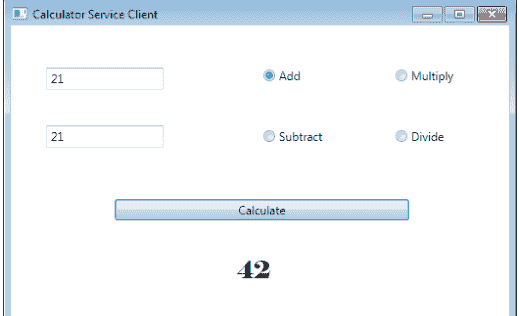 Calculator Service Client
21
Add
Multiply
21
Subtract
Divide
Calculate
42